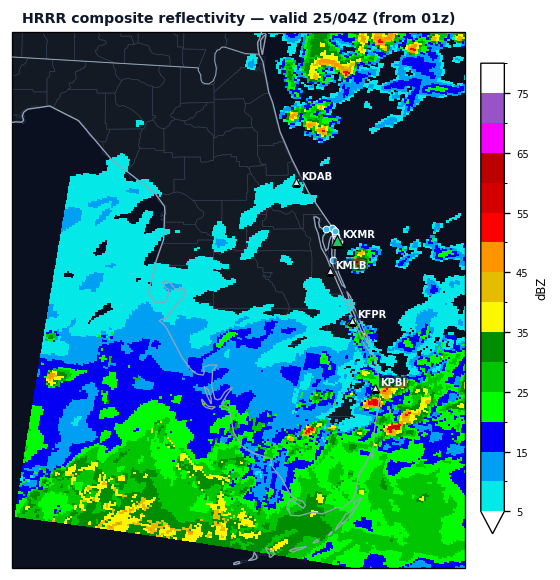 HRRR composite reflectivity — valid 25/04Z (from 01z)
KDAB
KXMR
KMLB
KFPR
KPBI
75
65
55
45
35
25
15
5
dBZ